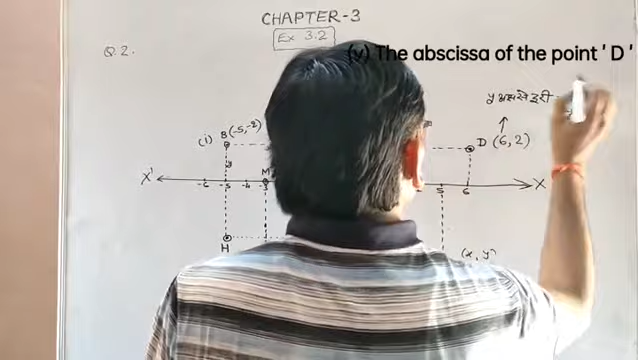 CHAPTER-3
Ex 3.2
Q.2.
(v) The abscissa of the point ' D '
y अक्ष से दूरी
(i) B(-5,-2)
D (6,2)
X'
-6 -5 -4 -3
M
5 6
X
H
(x, y)